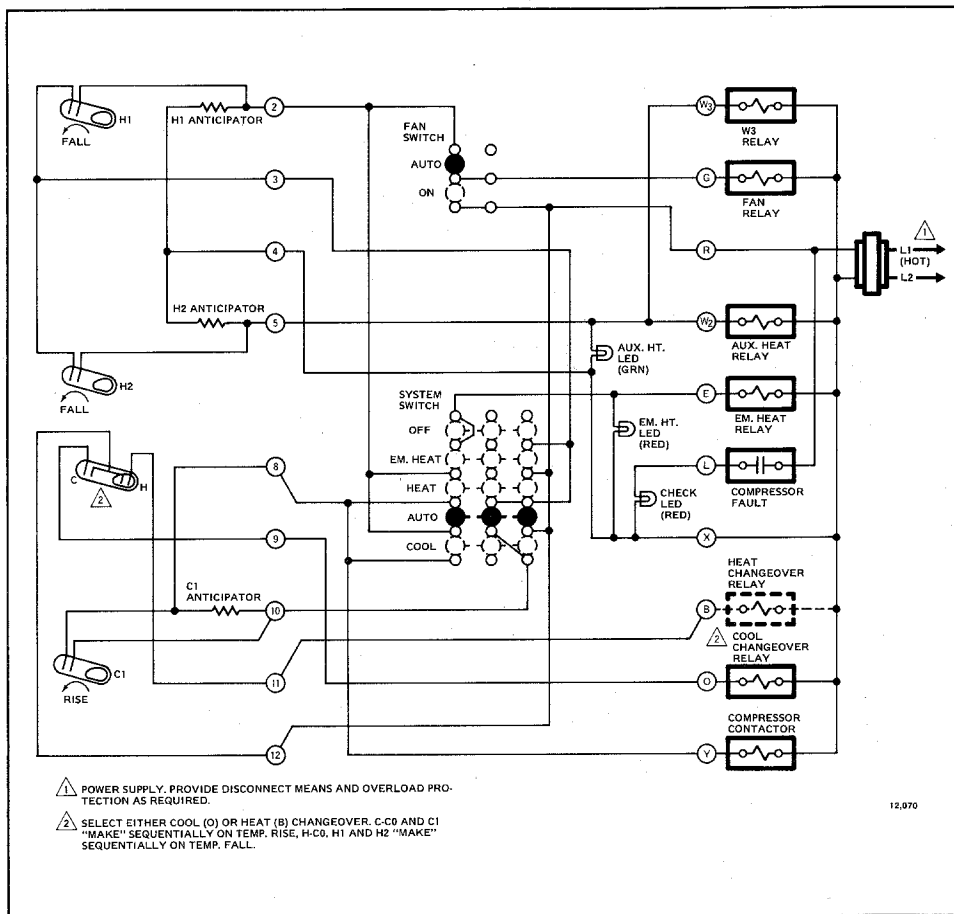 H1
FALL
H1 ANTICIPATOR
2
FAN
SWITCH
AUTO
ON
W3
W3
RELAY
3
G
FAN
RELAY
4
R
1
L1
(HOT)
L2
H2 ANTICIPATOR
5
W2
AUX. HEAT
RELAY
AUX. HT.
LED
(GRN)
H2
FALL
SYSTEM
SWITCH
OFF
EM. HEAT
HEAT
AUTO
COOL
E
EM. HEAT
RELAY
EM. HT.
LED
(RED)
C
H
2
8
L
COMPRESSOR
FAULT
CHECK
LED
(RED)
9
X
C1
ANTICIPATOR
10
HEAT
CHANGEOVER
RELAY
B
2
COOL
CHANGEOVER
RELAY
C1
RISE
11
O
COMPRESSOR
CONTACTOR
12
Y
1 POWER SUPPLY. PROVIDE DISCONNECT MEANS AND OVERLOAD PRO-
TECTION AS REQUIRED.
2 SELECT EITHER COOL (O) OR HEAT (B) CHANGEOVER. C-C0 AND C1
"MAKE" SEQUENTIALLY ON TEMP. RISE, H-C0, H1 AND H2 "MAKE"
SEQUENTIALLY ON TEMP. FALL.
12,070